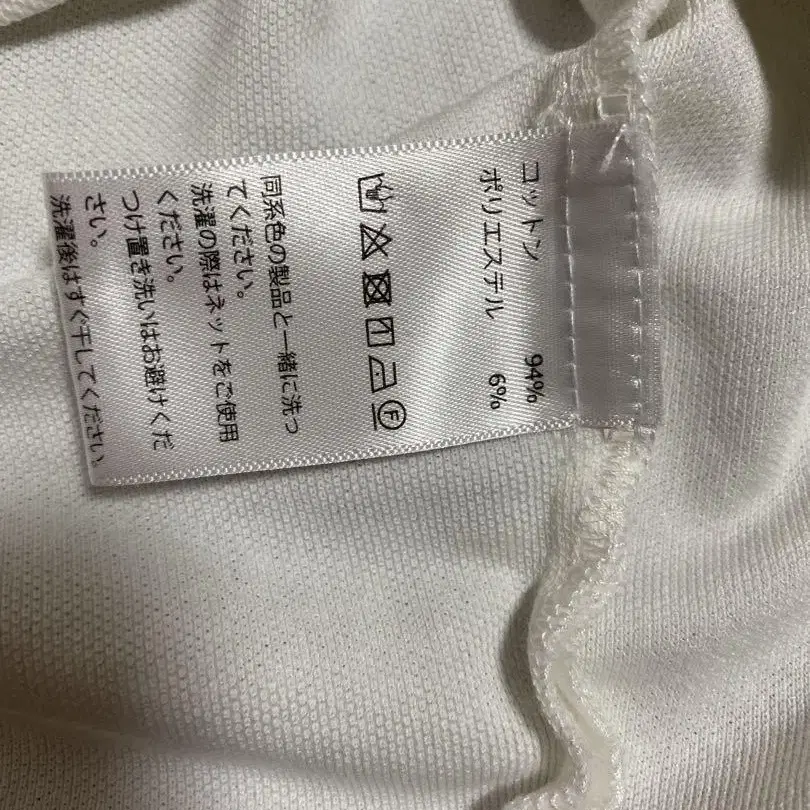 コットン 94%
ポリエステル 6%
F
同系色の製品と一緒に洗っ
てください。
洗濯の際はネットをご使用
ください。
つけ置き洗いはお避けくだ
さい。
洗濯後はすぐ干してください